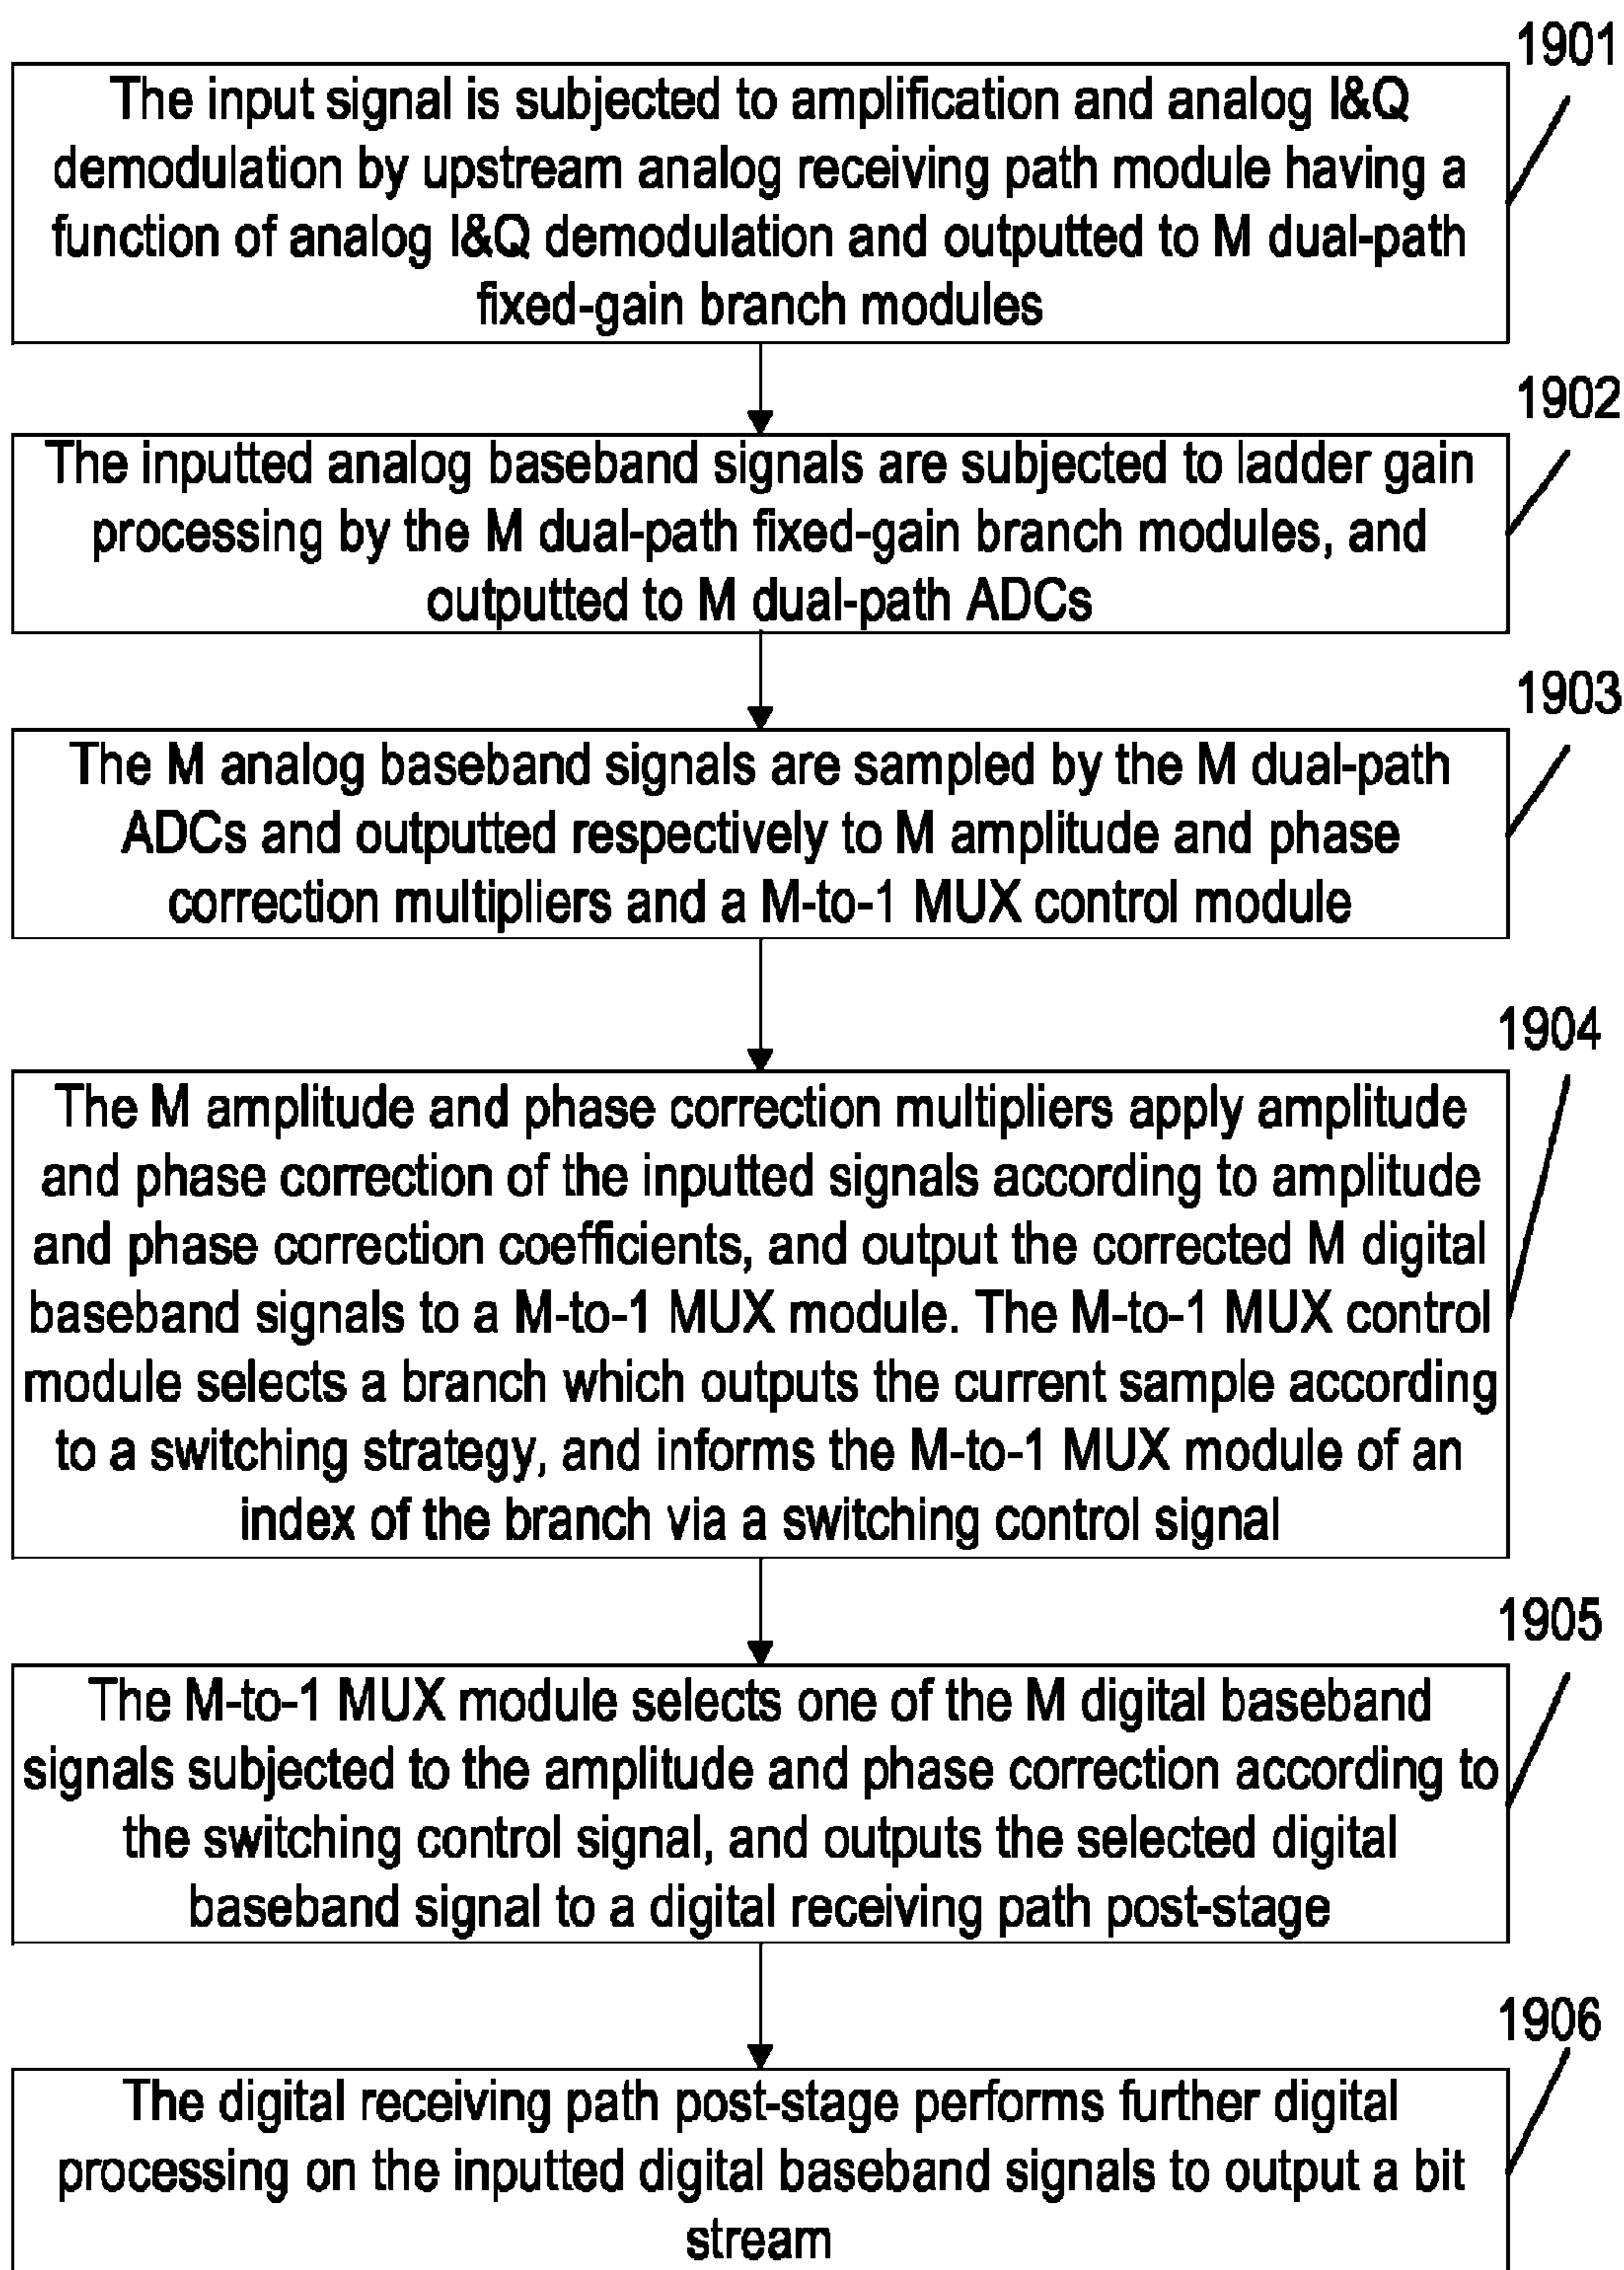 1901
The input signal is subjected to amplification and analog I&Q
demodulation by upstream analog receiving path module having a
function of analog I&Q demodulation and outputted to M dual-path
fixed-gain branch modules
1902
The inputted analog baseband signals are subjected to ladder gain
processing by the M dual-path fixed-gain branch modules, and
outputted to M dual-path ADCs
1903
The M analog baseband signals are sampled by the M dual-path
ADCs and outputted respectively to M amplitude and phase
correction multipliers and a M-to-1 MUX control module
1904
The M amplitude and phase correction multipliers apply amplitude
and phase correction of the inputted signals according to amplitude
and phase correction coefficients, and output the corrected M digital
baseband signals to a M-to-1 MUX module. The M-to-1 MUX control
module selects a branch which outputs the current sample according
to a switching strategy, and informs the M-to-1 MUX module of an
index of the branch via a switching control signal
1905
The M-to-1 MUX module selects one of the M digital baseband
signals subjected to the amplitude and phase correction according to
the switching control signal, and outputs the selected digital
baseband signal to a digital receiving path post-stage
1906
The digital receiving path post-stage performs further digital
processing on the inputted digital baseband signals to output a bit
stream